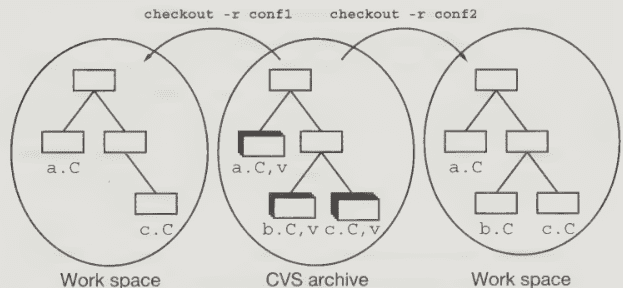 checkout -r conf1 checkout -r conf2
a.C a.C,v a.C
c.C b.C,v c.C,v b.C c.C
Work space CVS archive Work space